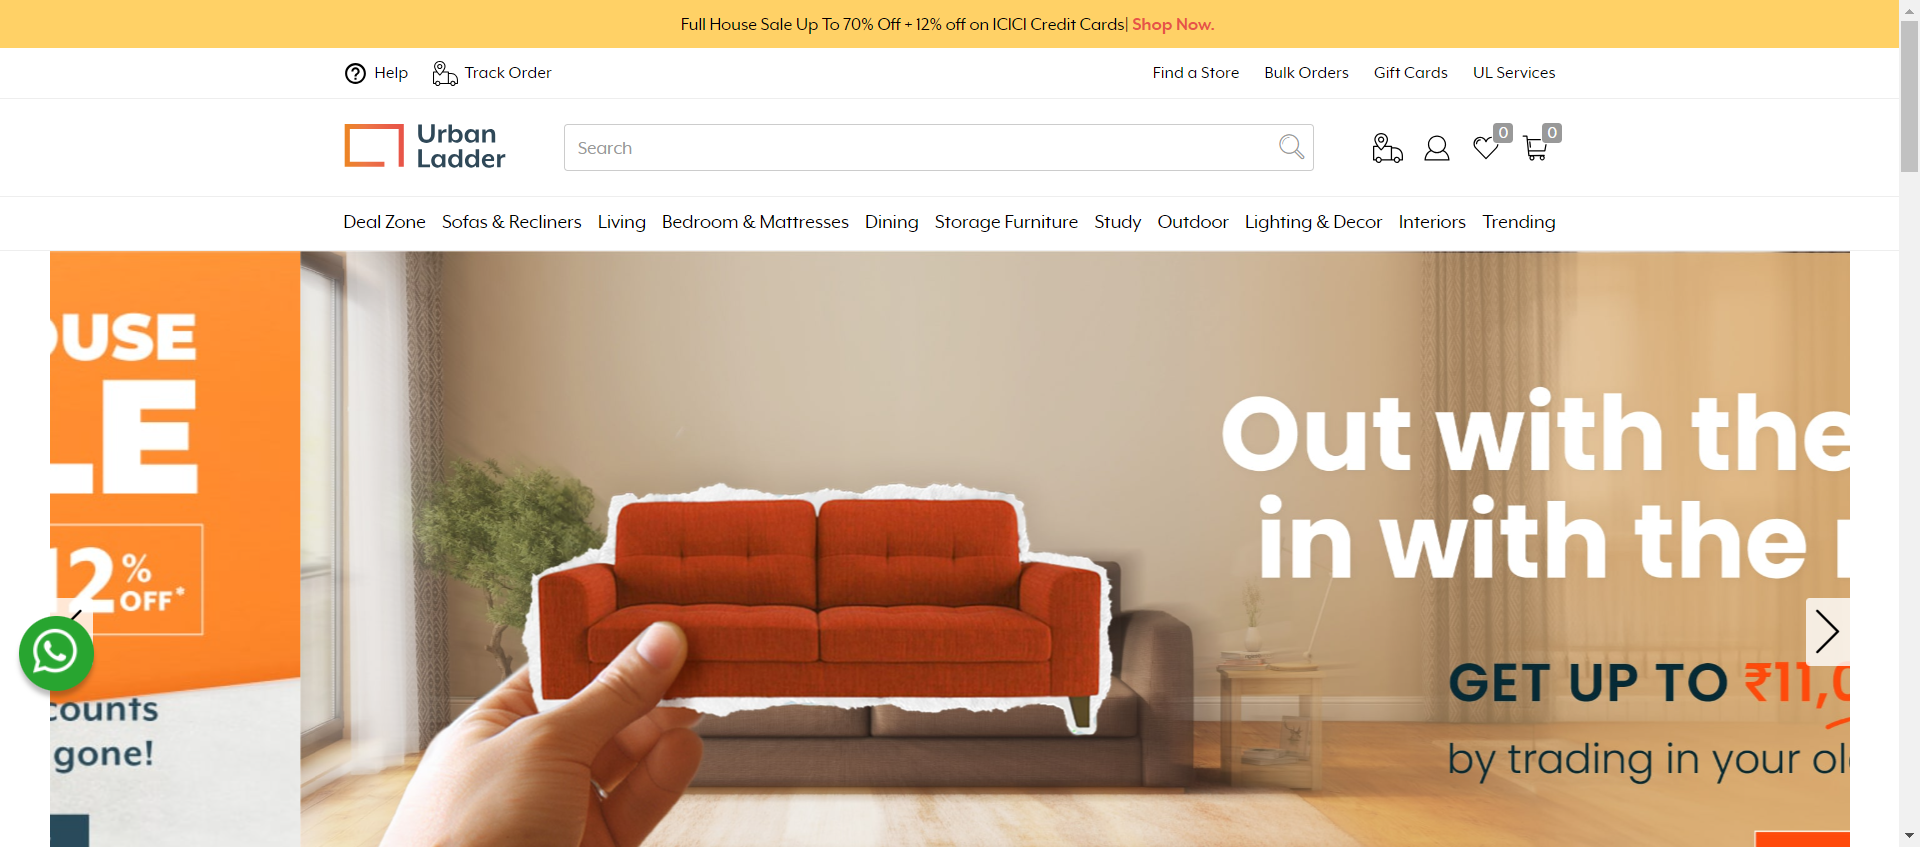 Full House Sale Up To 70% Off + 12% off on ICICI Credit Cards| Shop Now.
Help
Track Order
Find a Store
Bulk Orders
Gift Cards
UL Services
Urban
Ladder
Search
0
0
Deal Zone
Sofas & Recliners
Living
Bedroom & Mattresses
Dining
Storage Furniture
Study
Outdoor
Lighting & Decor
Interiors
Trending
OUSE
LE
12% OFF*
counts
gone!
Out with the
in with the
GET UP TO ₹11,0
by trading in your ol